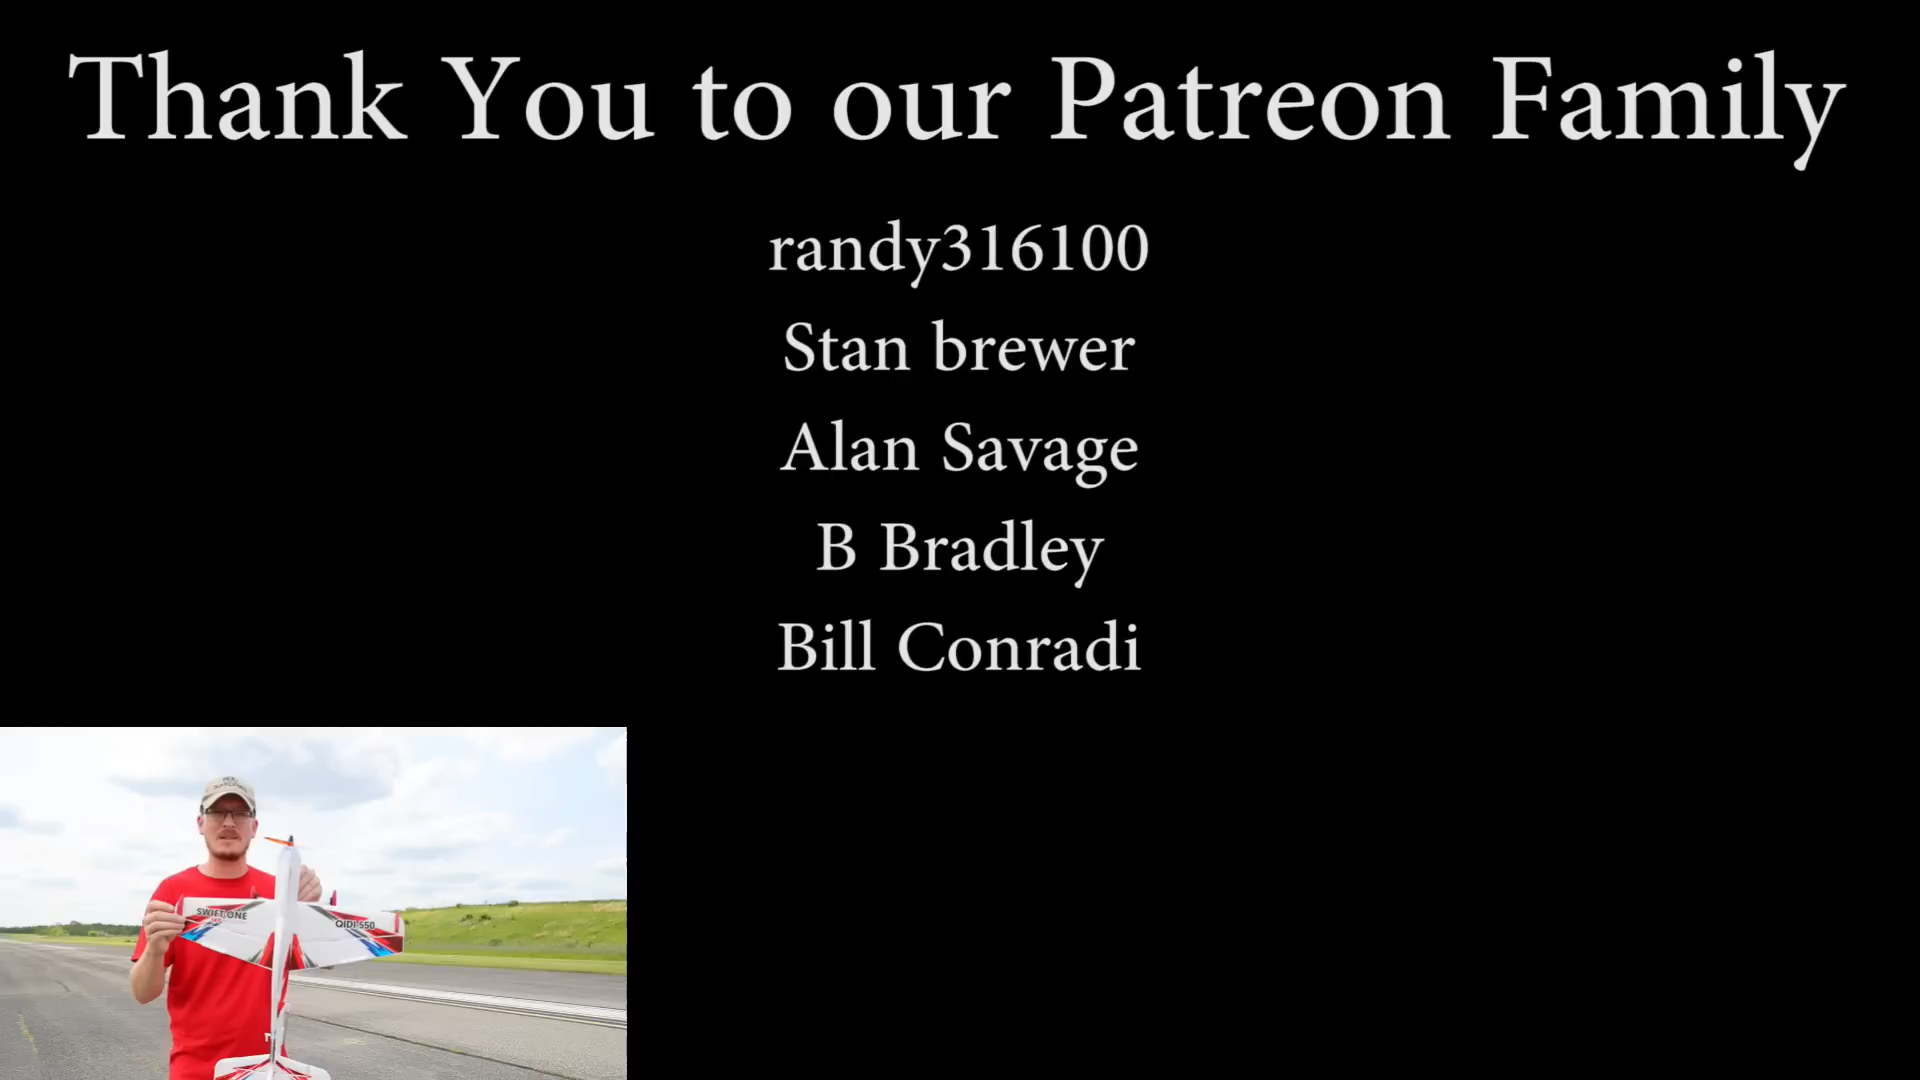 Thank You to our Patreon Family
randy316100
Stan brewer
Alan Savage
B Bradley
Bill Conradi
SWIFT-ONE
QIDI-550